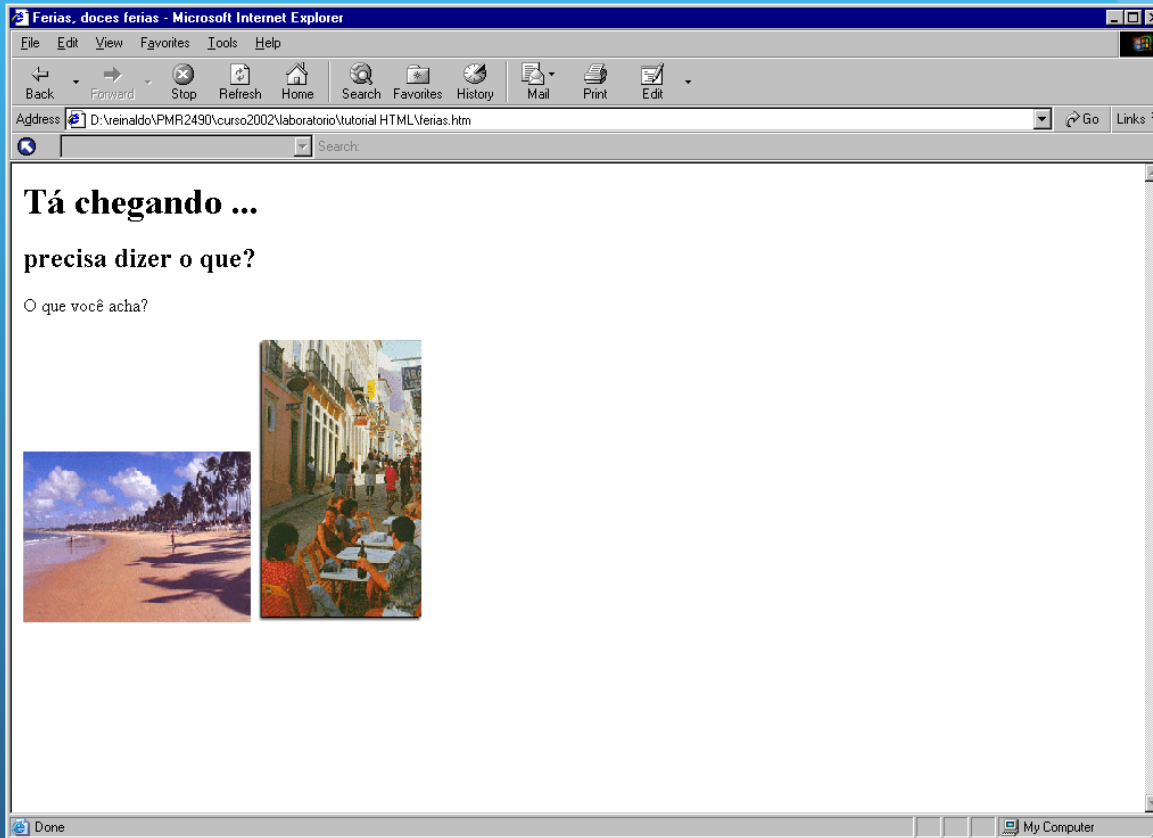 Ferias, doces ferias - Microsoft Internet Explorer
File Edit View Favorites Tools Help
Back Forward Stop Refresh Home Search Favorites History Mail Print Edit
Address D:\reinaldo\PMR2490\curso2002\laboratorio\tutorial HTML\ferias.htm Go Links
Search:
Tá chegando ...
precisa dizer o que?
O que você acha?
Done My Computer